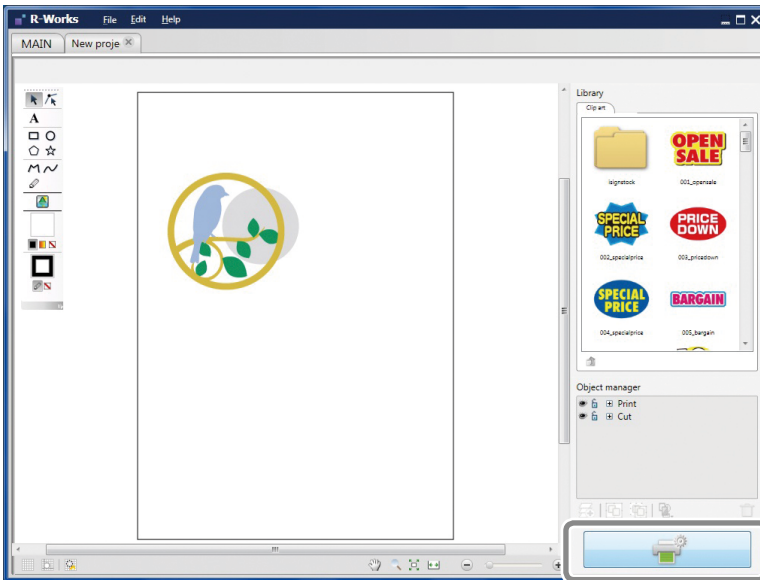 R-Works File Edit Help
MAIN New proje
Library
Clip art
A
OPEN
SALE
isignstock 001_opensale
SPECIAL
PRICE
PRICE
DOWN
002_specialprice 003_pricedown
SPECIAL
PRICE
BARGAIN
004_specialprice 005_bargain
Object manager
Print
Cut